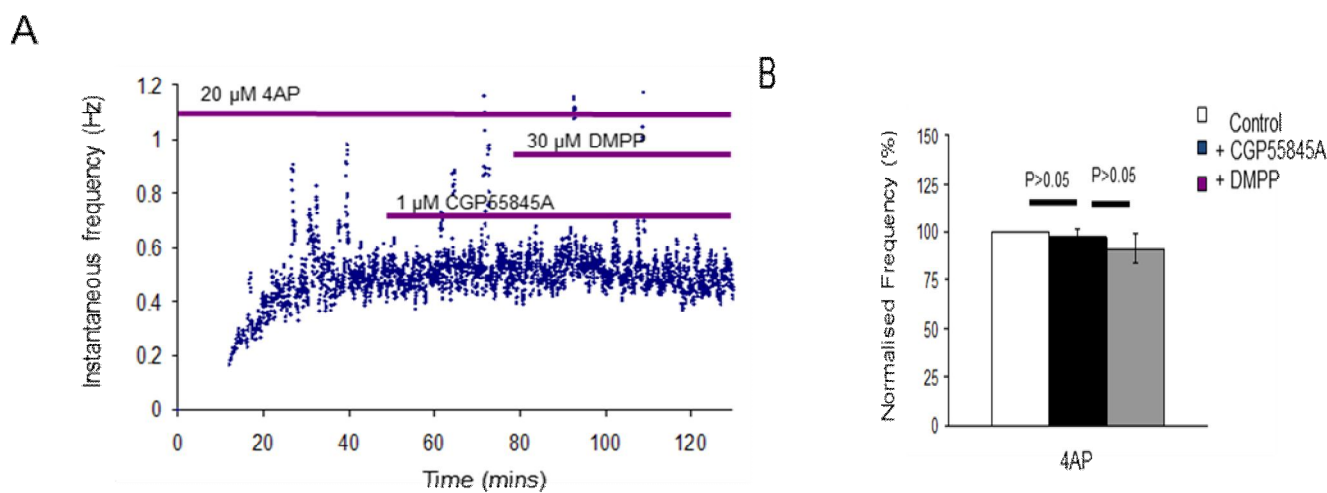 A
Instantaneous frequency (Hz)
1.2
1
0.8
0.6
0.4
0.2
0
20 µM 4AP
30 µM DMPP
1 µM CGP55845A
0 20 40 60 80 100 120
Time (mins)
B
Normalised Frequency (%)
150
125
100
75
50
25
0
P>0.05 P>0.05
Control
+ CGP55845A
+ DMPP
4AP